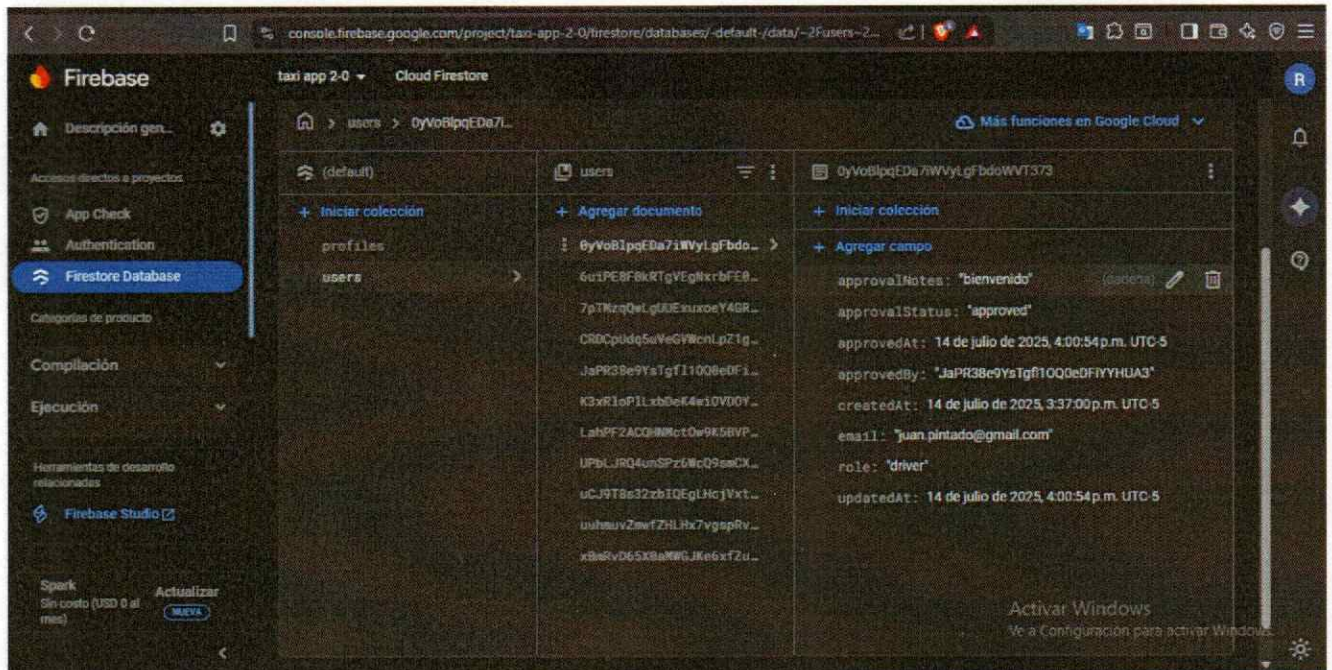 console.firebase.google.com/project/taxi-app-2-0/firestore/databases/-default-/data/~2Fusers~2...
Firebase
taxi app 2-0
Cloud Firestore
R
Descripción gen...
users
0yVoBlpqEDa7i...
Más funciones en Google Cloud
Accesos directos a proyectos
App Check
Authentication
Firestore Database
Categorías de producto
Compilación
Ejecución
Herramientas de desarrollo
relacionadas
Firebase Studio
Spark
Sin costo (USD 0 al
mes)
Actualizar
NUEVA
(default)
+ Iniciar colección
profiles
users
users
+ Agregar documento
0yVoBlpqEDa7iWVyLgFbdo...
CRDCpUdq5uVeGVWcnLpZ1g...
JaPR38e9YsTgfl10Q0eDFi...
0yVoBlpqEDa7iWVyLgFbdoWVT373
+ Iniciar colección
+ Agregar campo
approvalNotes: "bienvenido"
(cadena)
approvalStatus: "approved"
approvedAt: 14 de julio de 2025, 4:00:54 p.m. UTC-5
approvedBy: "JaPR38e9YsTgfl1OQ0eDFiYYHUA3"
createdAt: 14 de julio de 2025, 3:37:00 p.m. UTC-5
email: "juan.pintado@gmail.com"
role: "driver"
updatedAt: 14 de julio de 2025, 4:00:54 p.m. UTC-5
Activar Windows
Ve a Configuración para activar Windows.